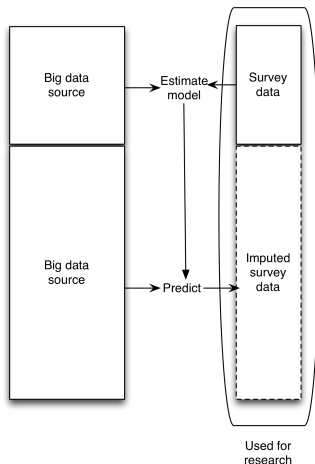 Big data
source
Estimate
model
Survey
data
Big data
source
Predict
Imputed
survey
data
Used for
research